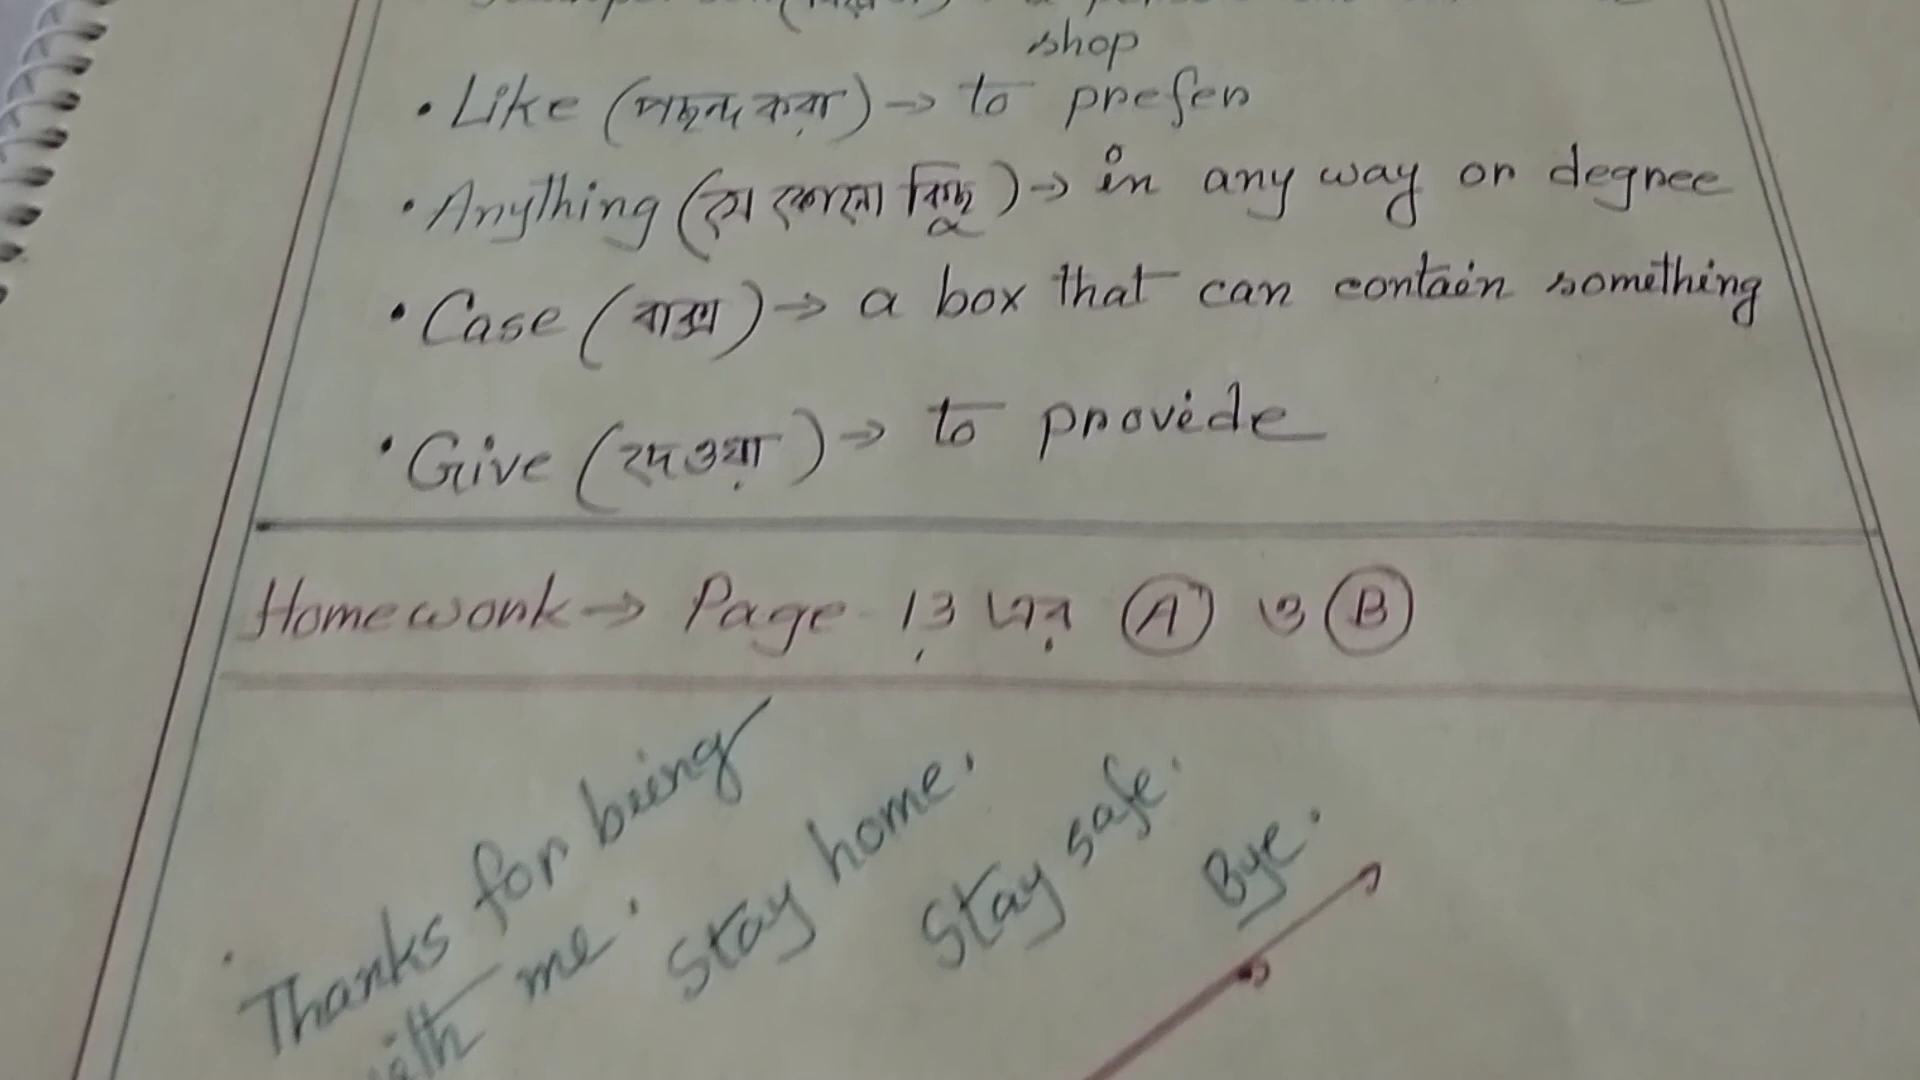 shop
• Like (পছন্দ করা) → to prefer
• Anything (যে কোনো কিছু) → in any way or degree
• Case (বাক্স) → a box that can contain something
• Give (দেওয়া) → to provide
Homework → Page 13 এর Ⓐ ও Ⓑ
Thanks for being
with me.
Stay home.
Stay safe.
Bye.